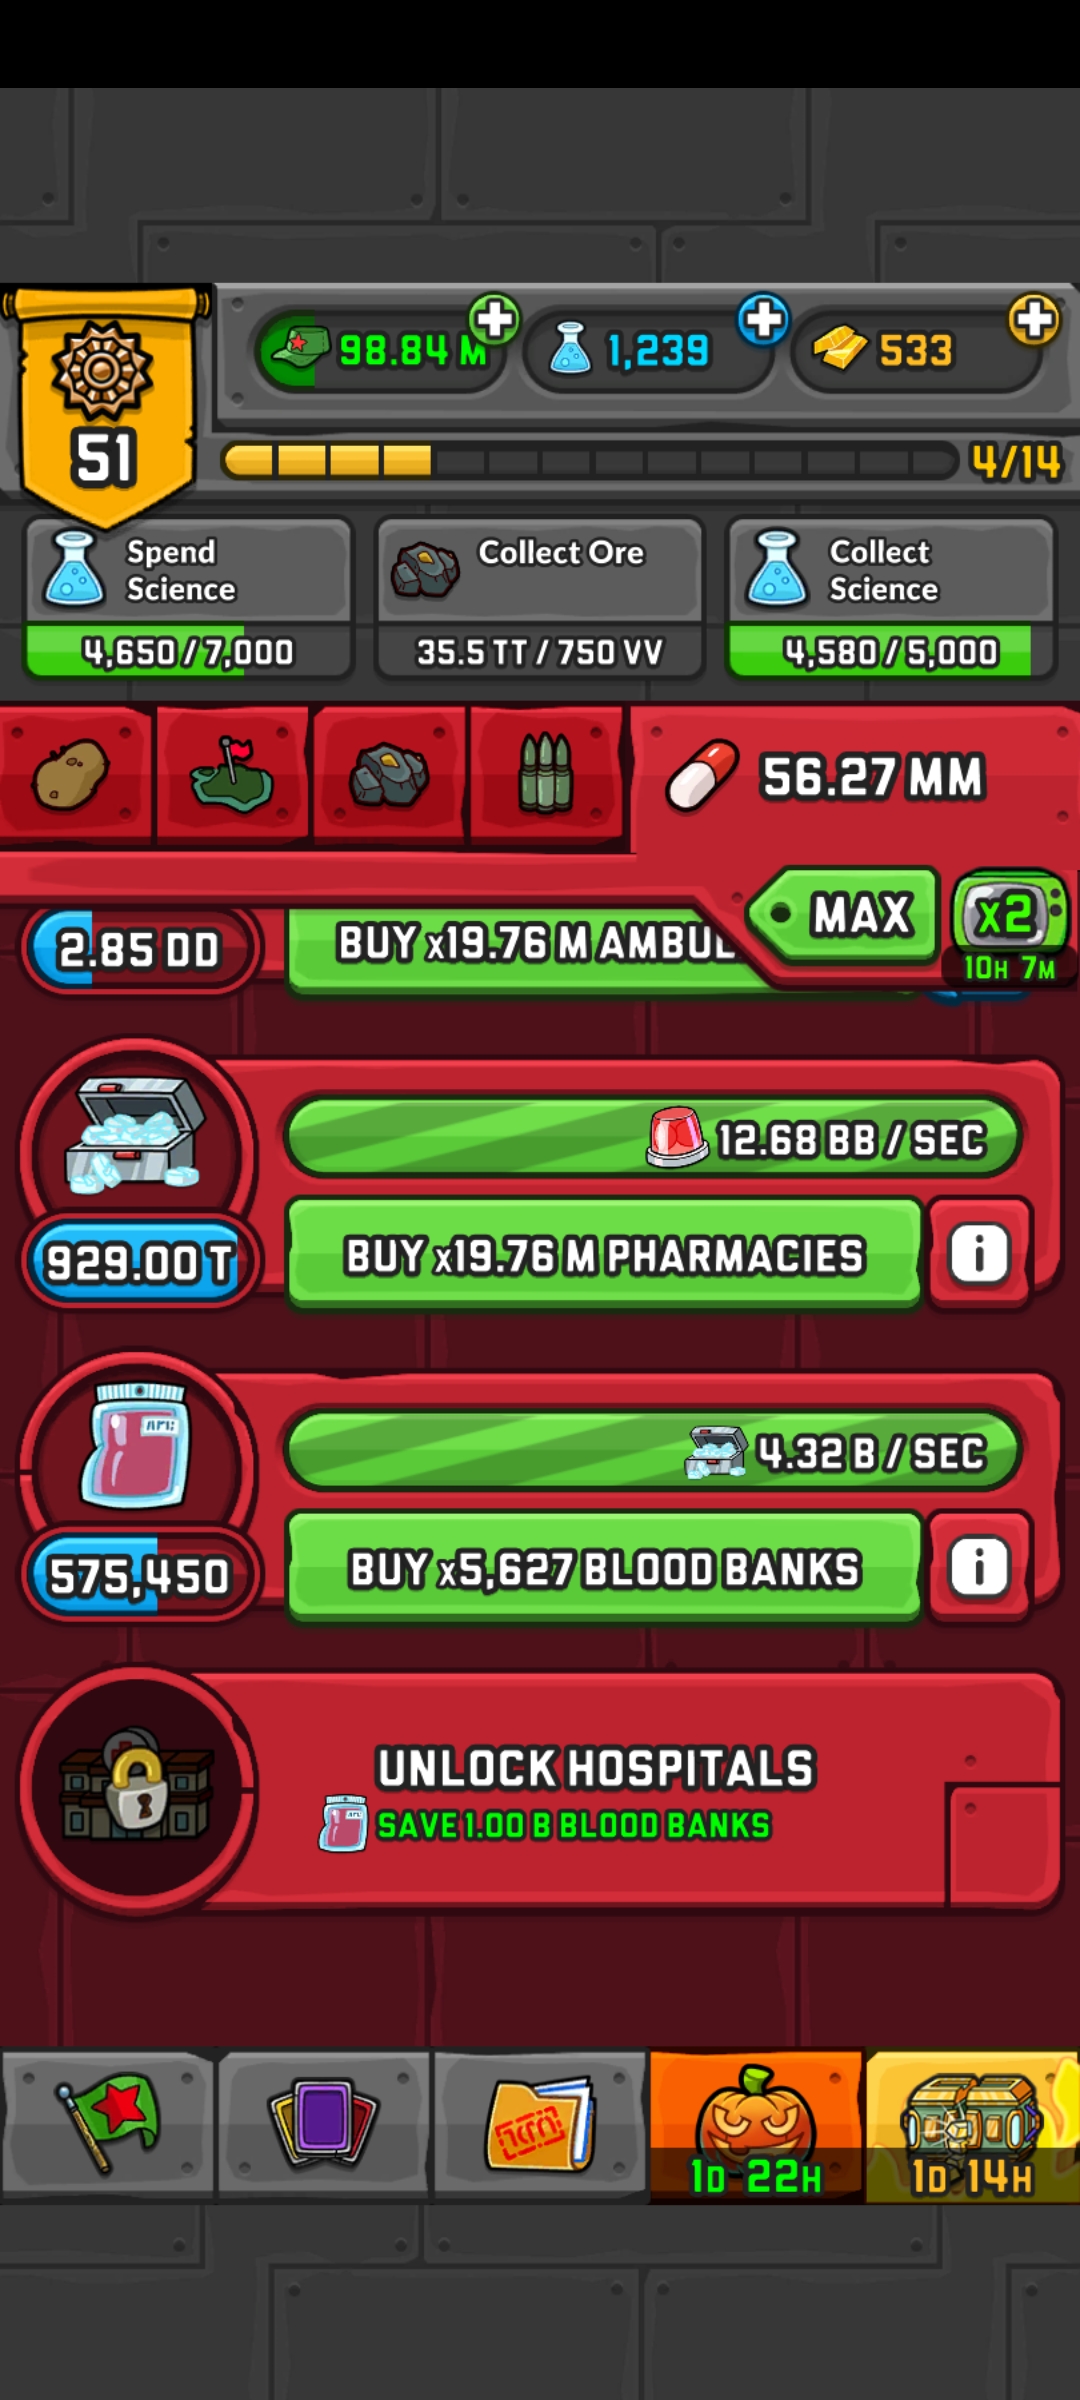 98.84 M
1,239
533
51
4/14
Spend
Science
Collect Ore
Collect
Science
4,650 / 7,000
35.5 TT / 750 VV
4,580 / 5,000
56.27 MM
MAX
x2
10H 7M
2.85 DD
BUY x19.76 M AMBUL
12.68 BB / SEC
929.00 T
BUY x19.76 M PHARMACIES
i
4.32 B / SEC
575,450
BUY x5,627 BLOOD BANKS
i
UNLOCK HOSPITALS
SAVE 1.00 B BLOOD BANKS
1D 22H
1D 14H